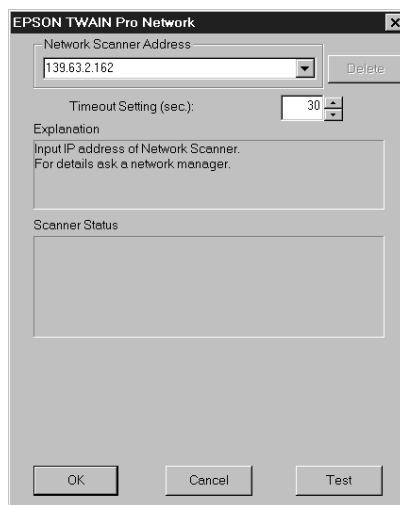 EPSON TWAIN Pro Network
Network Scanner Address
139.63.2.162
Delete
Timeout Setting (sec.):
30
Explanation
Input IP address of Network Scanner.
For details ask a network manager.
Scanner Status
OK
Cancel
Test